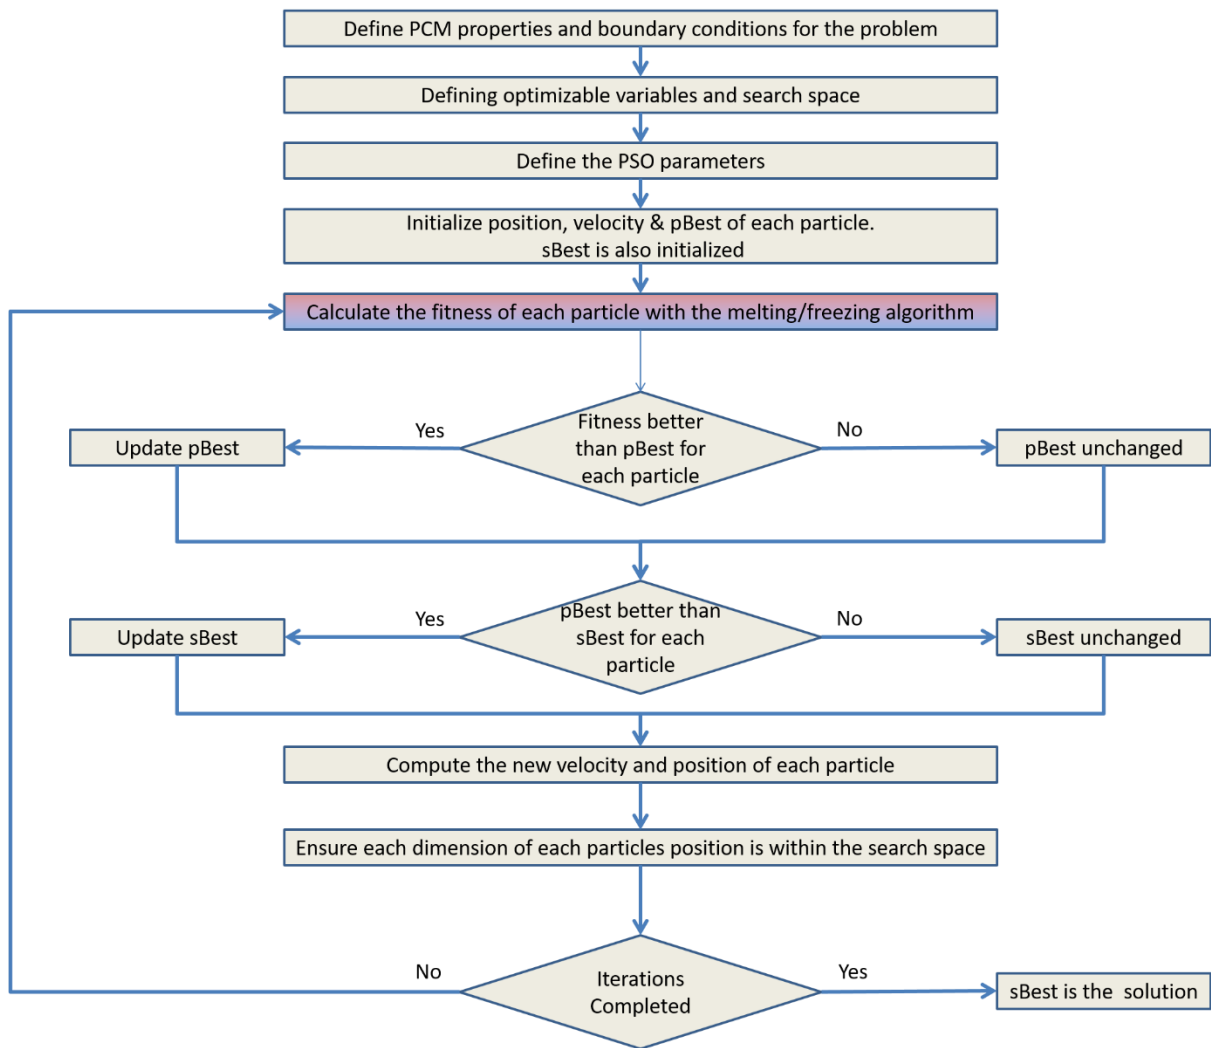 Define PCM properties and boundary conditions for the problem
Defining optimizable variables and search space
Define the PSO parameters
Initialize position, velocity & pBest of each particle.
sBest is also initialized
Calculate the fitness of each particle with the melting/freezing algorithm
Yes
Fitness better
than pBest for
each particle
No
Update pBest
pBest unchanged
Yes
pBest better than
sBest for each
particle
No
Update sBest
sBest unchanged
Compute the new velocity and position of each particle
Ensure each dimension of each particles position is within the search space
No
Iterations
Completed
Yes
sBest is the solution